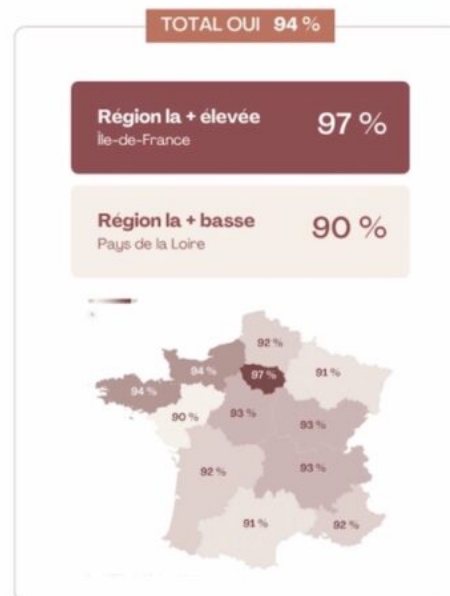 TOTAL OUI 94 %
Région la + élevée
97 %
Île-de-France
Région la + basse
90 %
Pays de la Loire
92 %
94 %
97 %
91 %
94 %
90 %
93 %
93 %
92 %
93 %
91 %
92 %